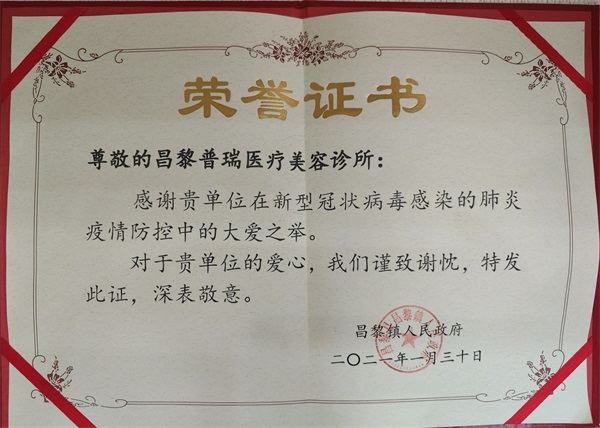 荣誉证书
尊敬的昌黎普瑞医疗美容诊所：
感谢贵单位在新型冠状病毒感染的肺炎
疫情防控中的大爱之举。
对于贵单位的爱心，我们谨致谢忱，特发
此证，深表敬意。
昌黎镇人民政府
二〇二一年一月三十日